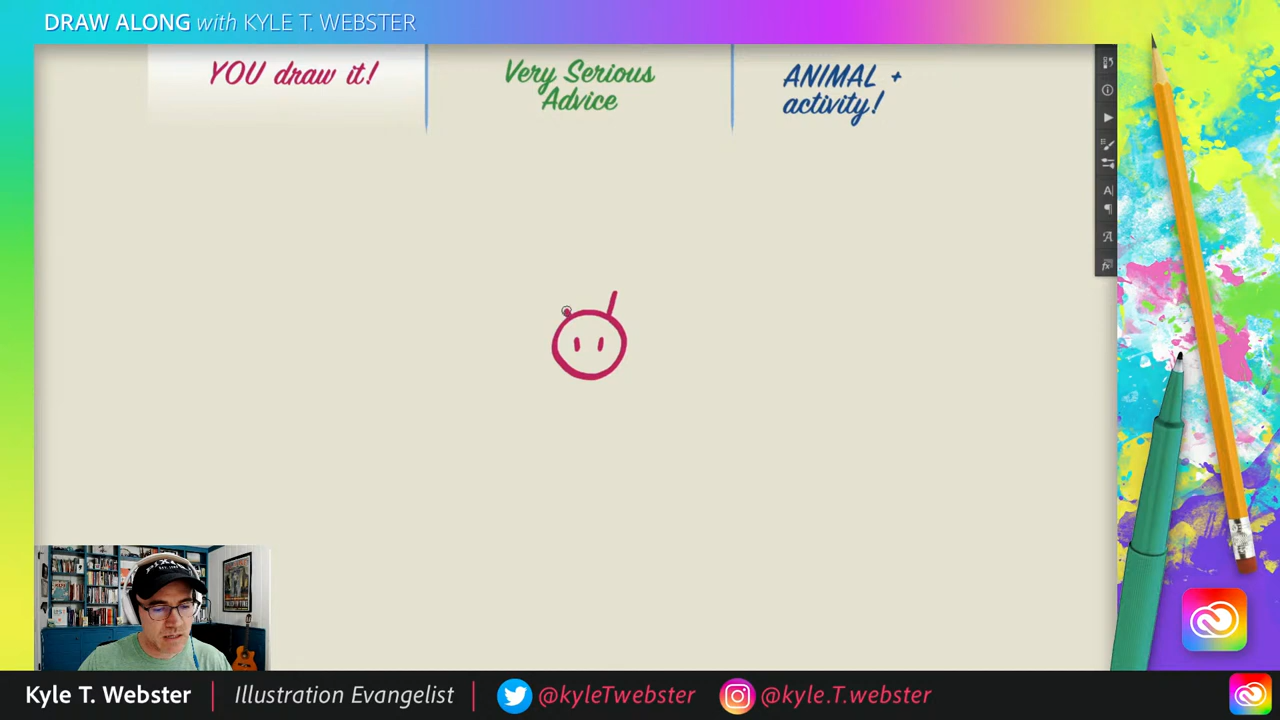 DRAW ALONG with KYLE T. WEBSTER
YOU draw it!
Very Serious
Advice
ANIMAL +
activity!
Kyle T. Webster | Illustration Evangelist @kyleTwebster @kyle.T.webster